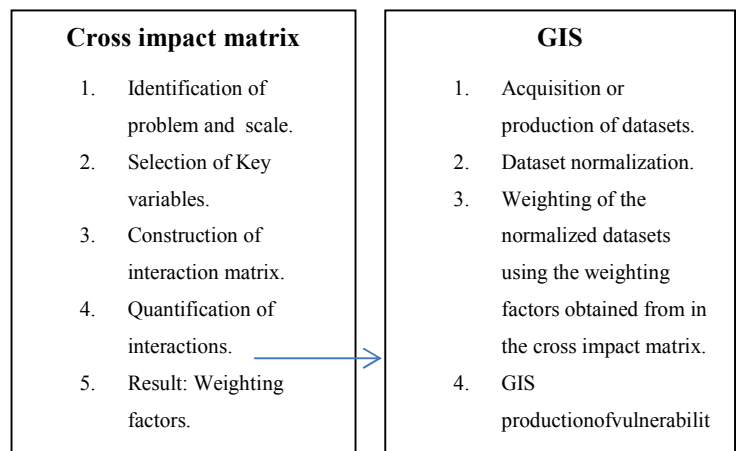 Cross impact matrix
1. Identification of
problem and scale.
2. Selection of Key
variables.
3. Construction of
interaction matrix.
4. Quantification of
interactions.
5. Result: Weighting
factors.
GIS
1. Acquisition or
production of datasets.
2. Dataset normalization.
3. Weighting of the
normalized datasets
using the weighting
factors obtained from in
the cross impact matrix.
4. GIS
productionofvulnerabilit